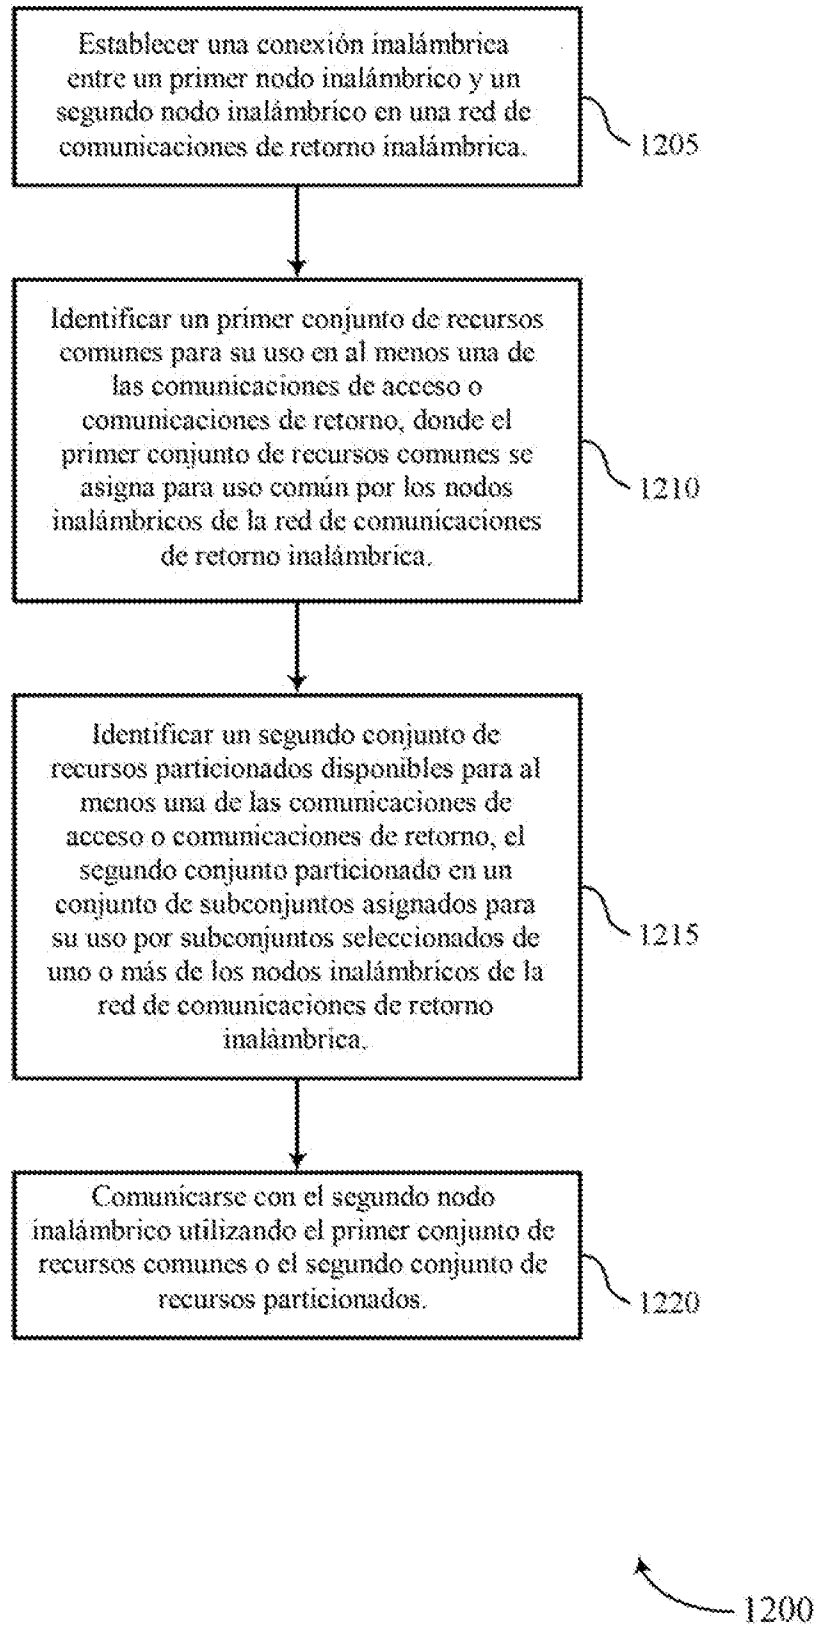 Establecer una conexión inalámbrica
entre un primer nodo inalámbrico y un
segundo nodo inalámbrico en una red de
comunicaciones de retorno inalámbrica.
1205
Identificar un primer conjunto de recursos
comunes para su uso en al menos una de
las comunicaciones de acceso o
comunicaciones de retorno, donde el
primer conjunto de recursos comunes se
asigna para uso común por los nodos
inalámbricos de la red de comunicaciones
de retorno inalámbrica.
1210
Identificar un segundo conjunto de
recursos particionados disponibles para al
menos una de las comunicaciones de
acceso o comunicaciones de retorno, el
segundo conjunto particionado en un
conjunto de subconjuntos asignados para
su uso por subconjuntos seleccionados de
uno o más de los nodos inalámbricos de la
red de comunicaciones de retorno
inalámbrica.
1215
Comunicarse con el segundo nodo
inalámbrico utilizando el primer conjunto de
recursos comunes o el segundo conjunto de
recursos particionados.
1220
1200